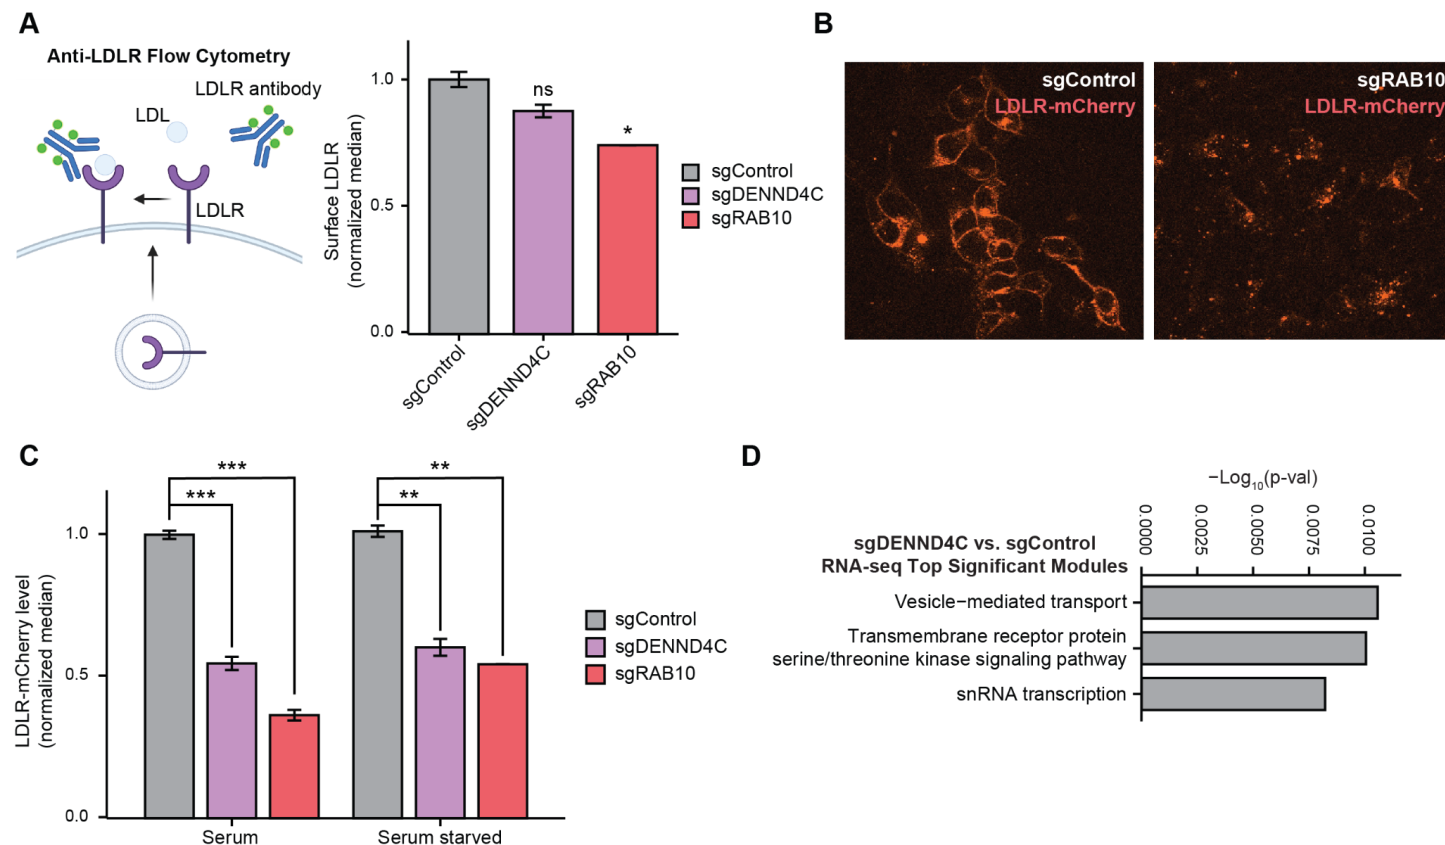 A
Anti-LDLR Flow Cytometry
LDLR antibody
LDL
LDLR
Surface LDLR
(normalized median)
1.0
0.5
0.0
ns
*
sgControl
sgDENND4C
sgRAB10
sgControl
sgDENND4C
sgRAB10
B
sgControl
LDLR-mCherry
sgRAB10
LDLR-mCherry
C
LDLR-mCherry level
(normalized median)
1.0
0.5
0.0
***
***
**
**
Serum
Serum starved
sgControl
sgDENND4C
sgRAB10
D
−Log10(p-val)
0.0000
0.0025
0.0050
0.0075
0.0100
sgDENND4C vs. sgControl
RNA-seq Top Significant Modules
Vesicle−mediated transport
Transmembrane receptor protein
serine/threonine kinase signaling pathway
snRNA transcription